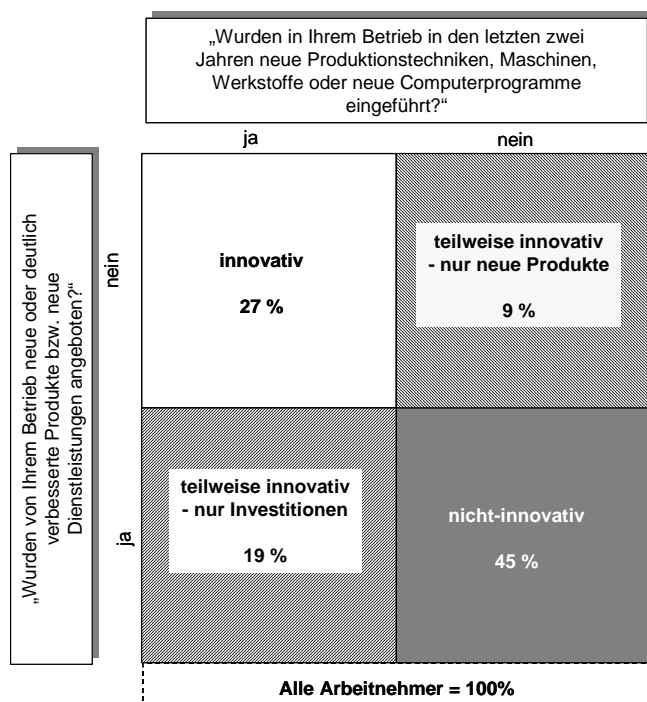 „Wurden in Ihrem Betrieb in den letzten zwei
Jahren neue Produktionstechniken, Maschinen,
Werkstoffe oder neue Computerprogramme
eingeführt?“
ja
nein
„Wurden von Ihrem Betrieb neue oder deutlich
verbesserte Produkte bzw. neue
Dienstleistungen angeboten?“
nein
innovativ
27 %
teilweise innovativ
- nur neue Produkte
9 %
ja
teilweise innovativ
- nur Investitionen
19 %
nicht-innovativ
45 %
Alle Arbeitnehmer = 100%